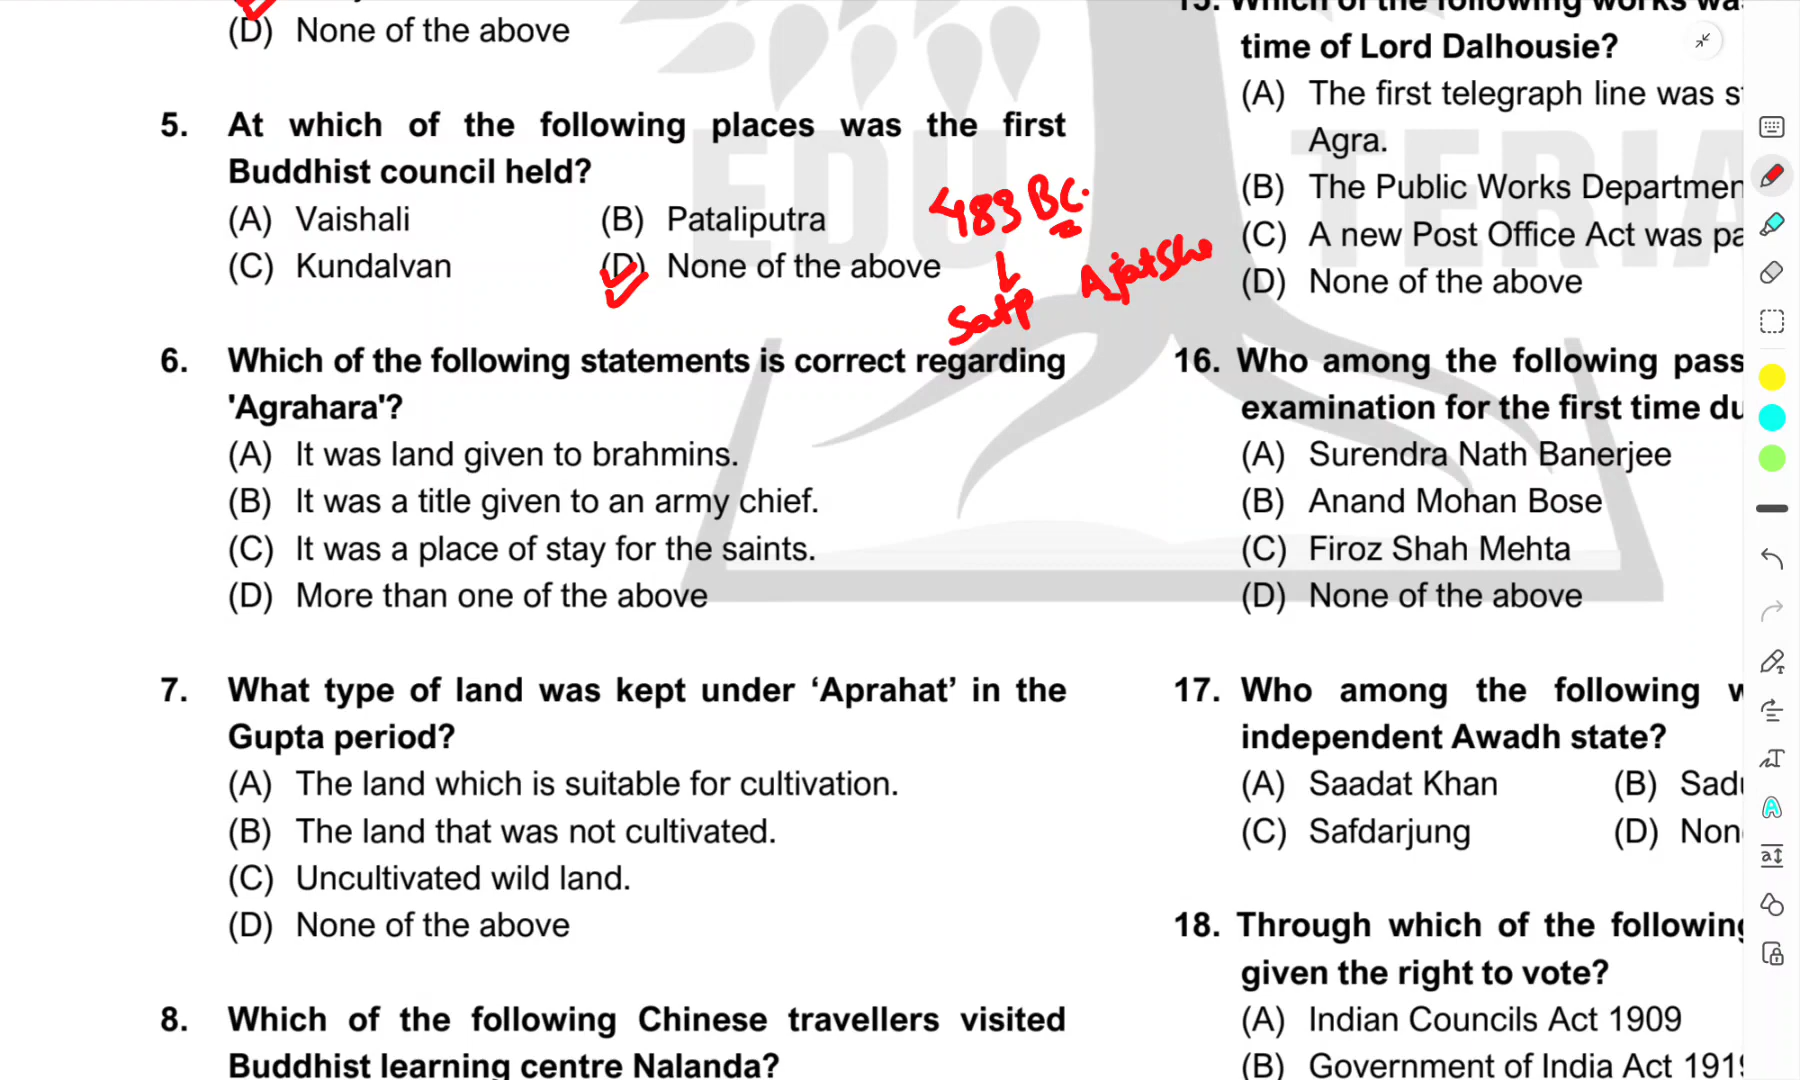 (D) None of the above
5. At which of the following places was the first
Buddhist council held?
(A) Vaishali (B) Pataliputra
(C) Kundalvan (D) None of the above
483 BC.
Satp
Ajatsha
6. Which of the following statements is correct regarding
'Agrahara'?
(A) It was land given to brahmins.
(B) It was a title given to an army chief.
(C) It was a place of stay for the saints.
(D) More than one of the above
7. What type of land was kept under ‘Aprahat’ in the
Gupta period?
(A) The land which is suitable for cultivation.
(B) The land that was not cultivated.
(C) Uncultivated wild land.
(D) None of the above
8. Which of the following Chinese travellers visited
Buddhist learning centre Nalanda?
15. Which of the following works wa
time of Lord Dalhousie?
(A) The first telegraph line was s
Agra.
(B) The Public Works Departmen
(C) A new Post Office Act was pa
(D) None of the above
16. Who among the following pass
examination for the first time du
(A) Surendra Nath Banerjee
(B) Anand Mohan Bose
(C) Firoz Shah Mehta
(D) None of the above
17. Who among the following w
independent Awadh state?
(A) Saadat Khan (B) Sad
(C) Safdarjung (D) Non
18. Through which of the following
given the right to vote?
(A) Indian Councils Act 1909
(B) Government of India Act 1919
EDUTERIA